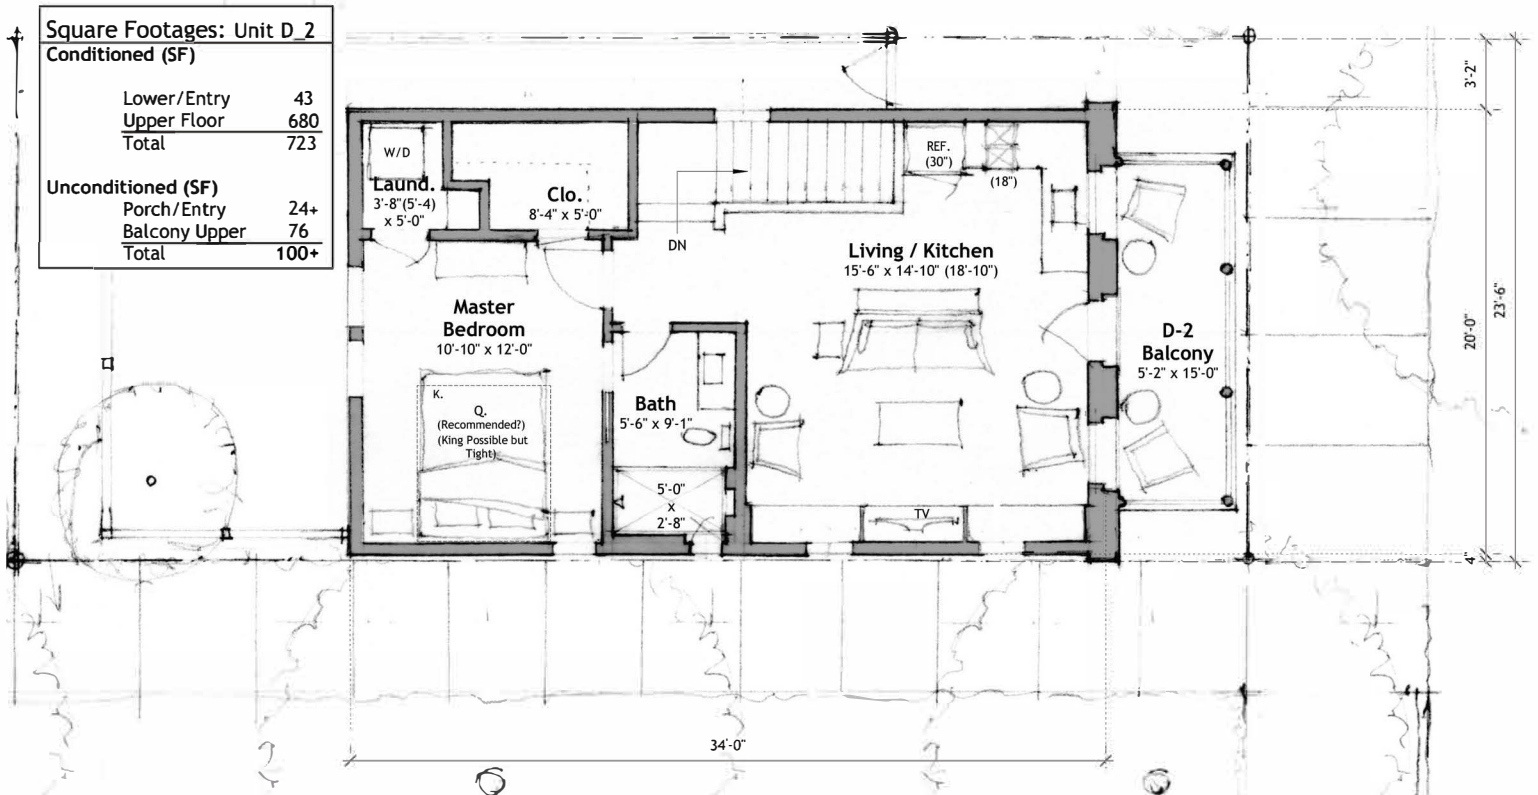 Square Footages: Unit D_2
Conditioned (SF)
Lower/Entry 43
Upper Floor 680
Total 723
Unconditioned (SF)
Porch/Entry 24+
Balcony Upper 76
Total 100+
W/D
Laund.
3'-8"(5'-4)
x 5'-0"
Clo.
8'-4" x 5'-0"
DN
REF.
(30")
(18")
Living / Kitchen
15'-6" x 14'-10" (18'-10")
Master
Bedroom
10'-10" x 12'-0"
K.
Q.
(Recommended?)
(King Possible but
Tight)
Bath
5'-6" x 9'-1"
5'-0"
x
2'-8"
TV
D-2
Balcony
5'-2" x 15'-0"
3'-2"
20'-0"
23'-6"
4"
34'-0"